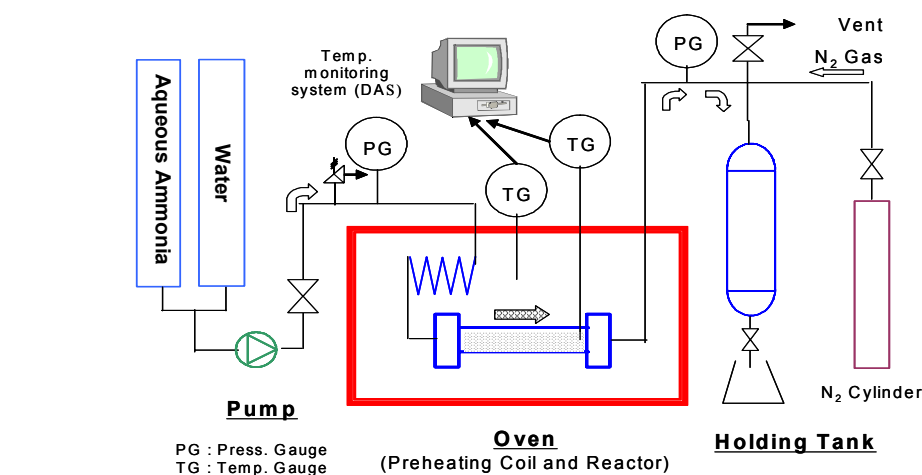 Aqueous Ammonia
Water
Temp.
monitoring
system (DAS)
PG
TG
TG
PG
Vent
N₂ Gas
N₂ Cylinder
Pump
PG : Press. Gauge
TG : Temp. Gauge
Oven
(Preheating Coil and Reactor)
Holding Tank